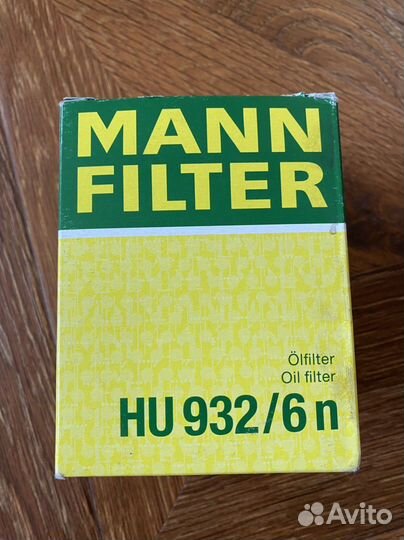 MANN
FILTER
Ölfilter
Oil filter
HU 932/6 n
Avito